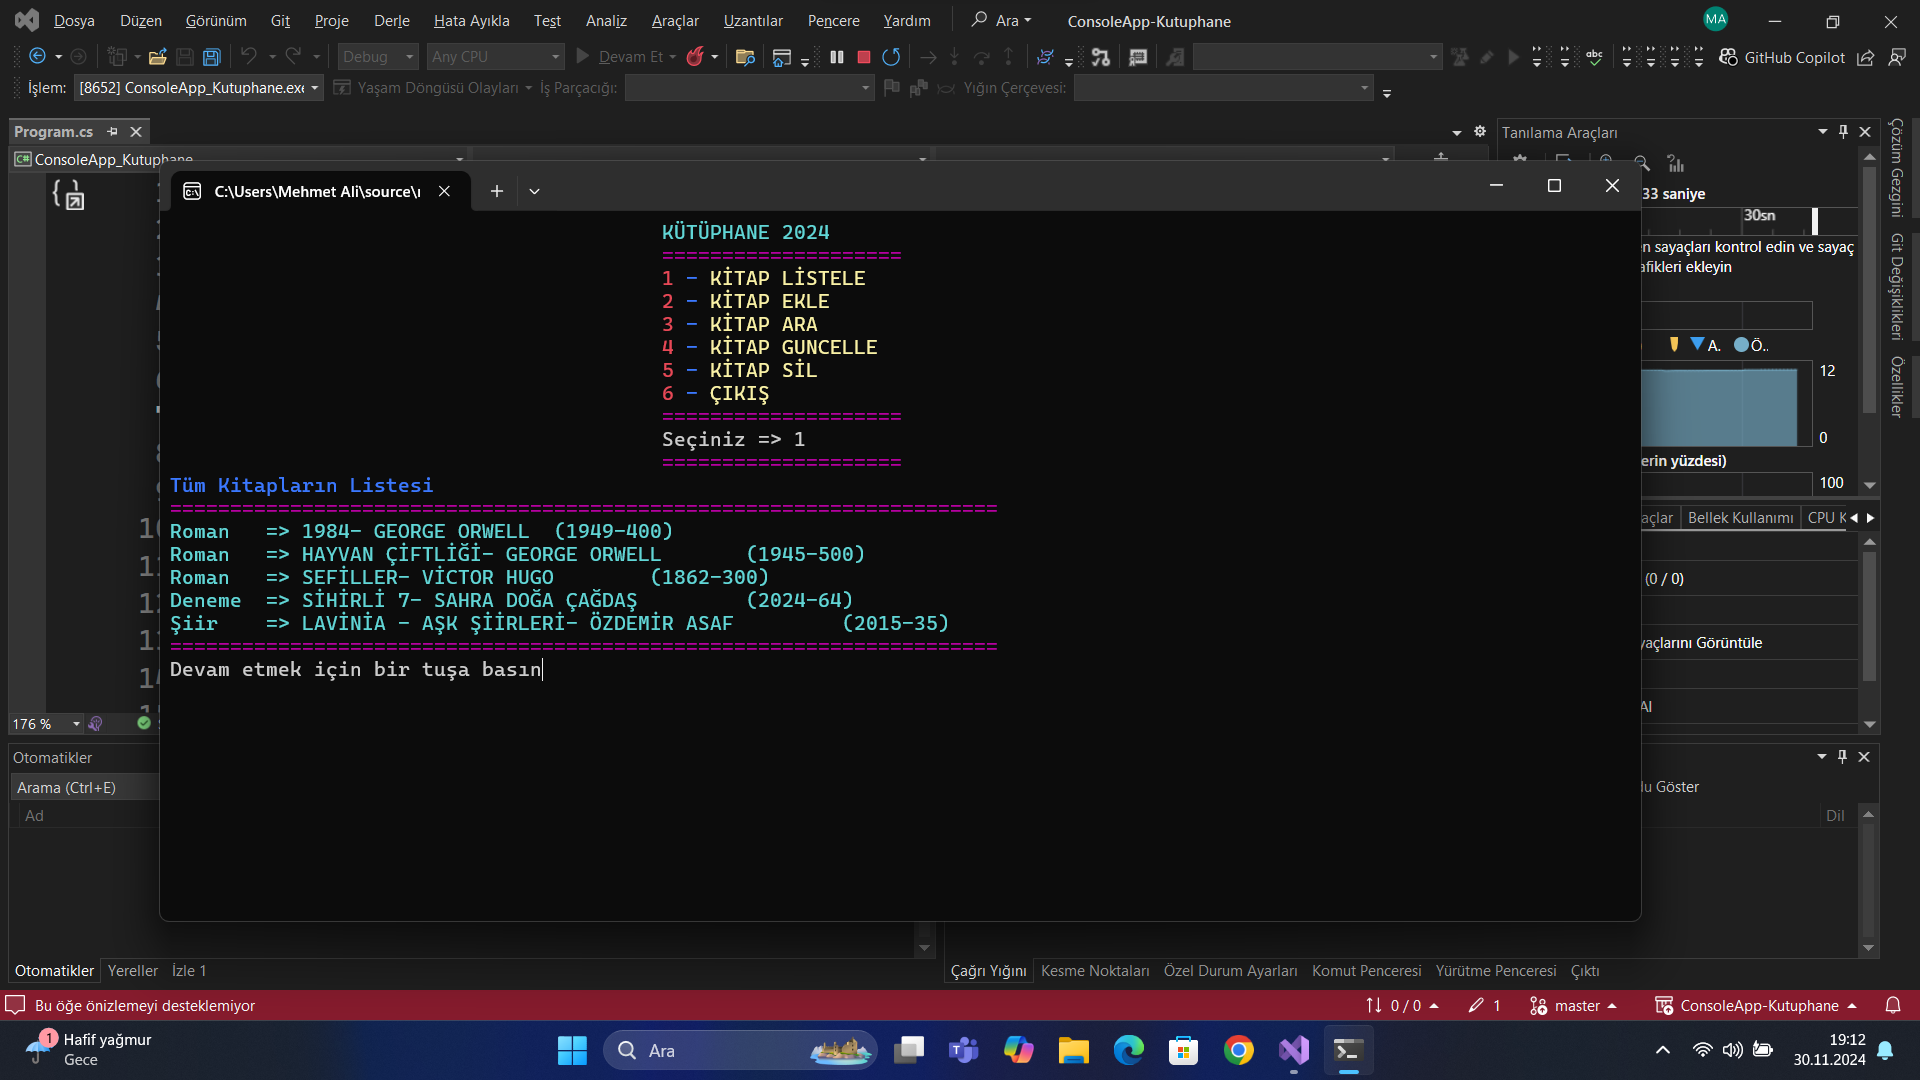 Dosya Düzen Görünüm Git Proje Derle Hata Ayıkla Test Analiz Araçlar Uzantılar Pencere Yardım Ara ConsoleApp-Kutuphane MA
Debug Any CPU Devam Et GitHub Copilot
İşlem: [8652] ConsoleApp_Kutuphane.exe Yaşam Döngüsü Olayları İş Parçacığı: Yığın Çerçevesi:
Program.cs
ConsoleApp_Kutuphane
Tanılama Araçları
33 saniye
30sn
n sayaçları kontrol edin ve sayaç
afikleri ekleyin
A. Ö..
12
0
erin yüzdesi)
100
açlar Bellek Kullanımı CPU K
(0 / 0)
yaçlarını Görüntüle
AI
Çözüm Gezgini
Git Değişiklikleri
Özellikler
C:\Users\Mehmet Ali\source\
KÜTÜPHANE 2024
====================
1 - KİTAP LİSTELE
2 - KİTAP EKLE
3 - KİTAP ARA
4 - KİTAP GUNCELLE
5 - KİTAP SİL
6 - ÇIKIŞ
====================
Seçiniz => 1
====================
Tüm Kitapların Listesi
=====================================================================
Roman => 1984- GEORGE ORWELL (1949-400)
Roman => HAYVAN ÇİFTLİĞİ- GEORGE ORWELL (1945-500)
Roman => SEFİLLER- VİCTOR HUGO (1862-300)
Deneme => SİHİRLİ 7- SAHRA DOĞA ÇAĞDAŞ (2024-64)
Şiir => LAVİNİA - AŞK ŞİİRLERİ- ÖZDEMİR ASAF (2015-35)
=====================================================================
Devam etmek için bir tuşa basın
176 %
Otomatikler
Arama (Ctrl+E)
Ad
lu Göster
Dil
Otomatikler Yereller İzle 1
Çağrı Yığını Kesme Noktaları Özel Durum Ayarları Komut Penceresi Yürütme Penceresi Çıktı
Bu öğe önizlemeyi desteklemiyor 0 / 0 1 master ConsoleApp-Kutuphane
1 Hafif yağmur
Gece
Ara
19:12
30.11.2024